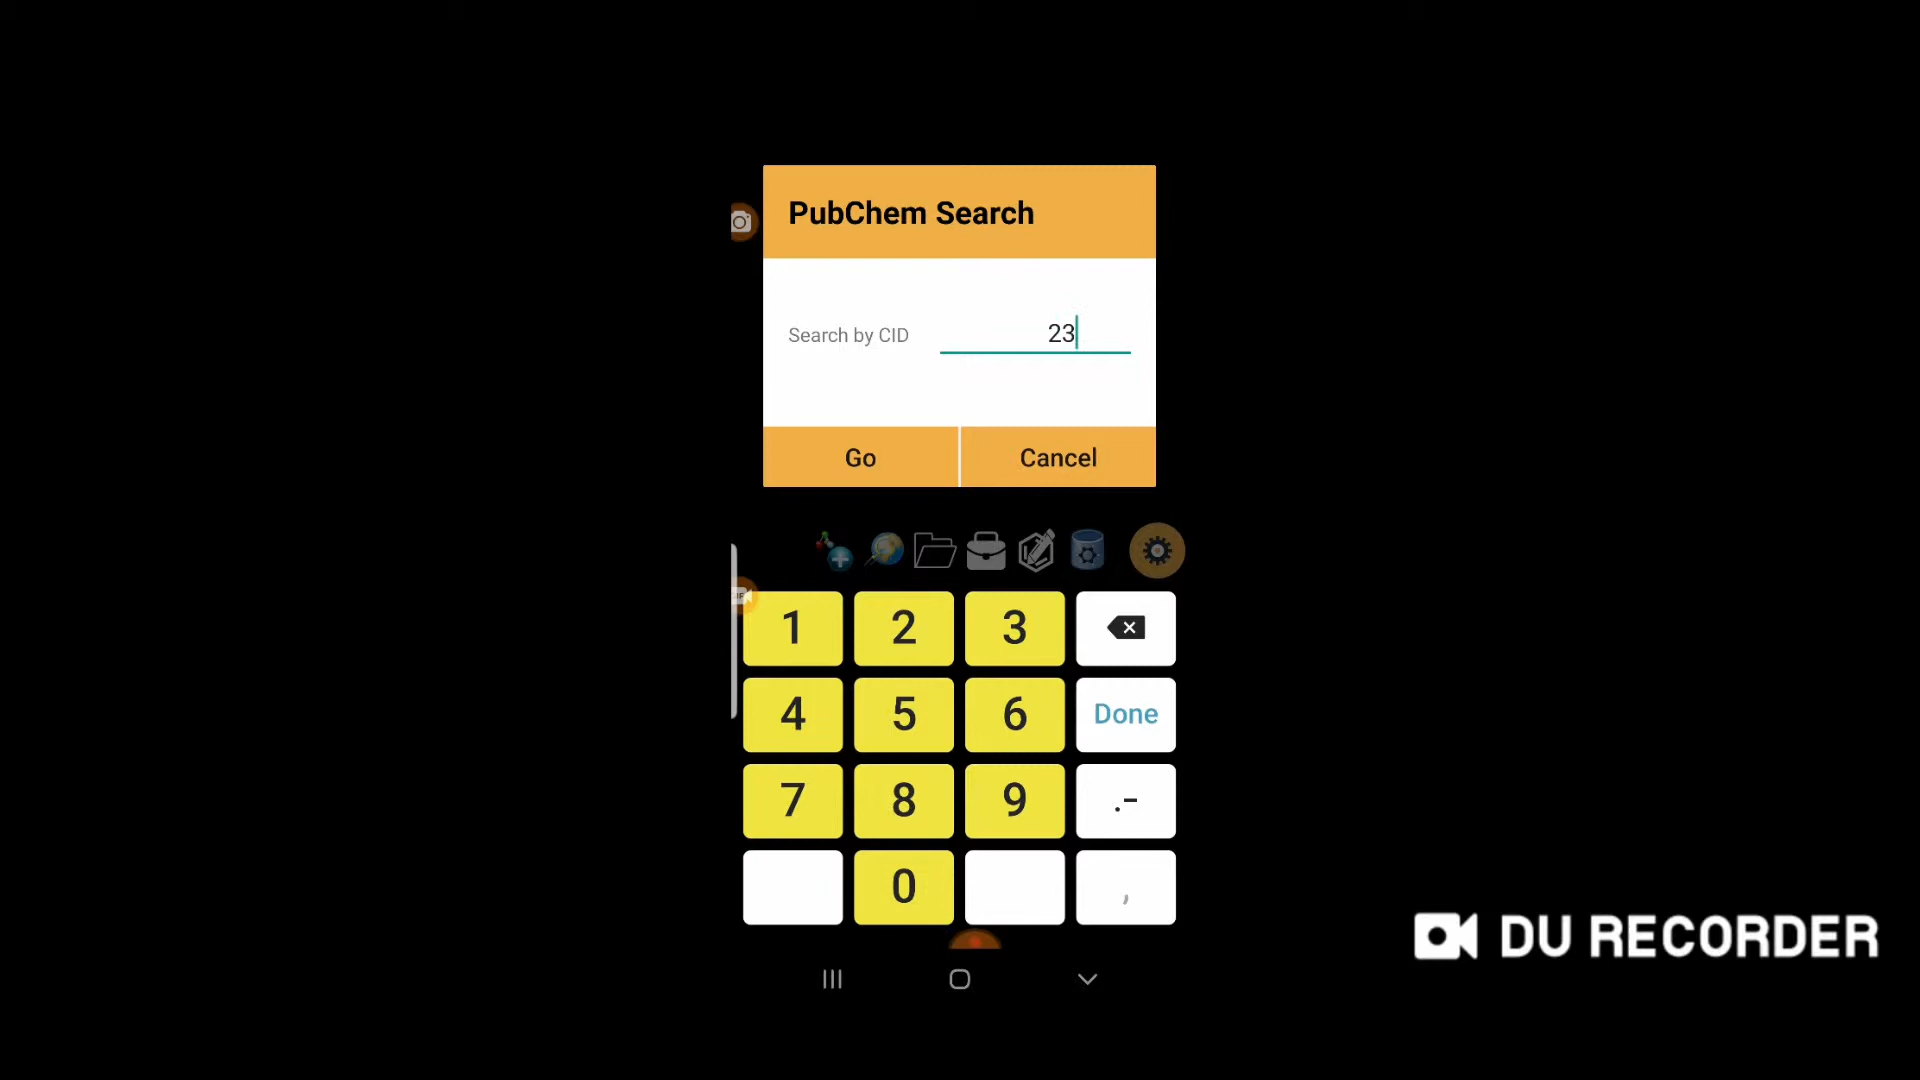 PubChem Search
Search by CID 23
Go Cancel
1 2 3
4 5 6 Done
7 8 9 .-
0 ,
DU RECORDER